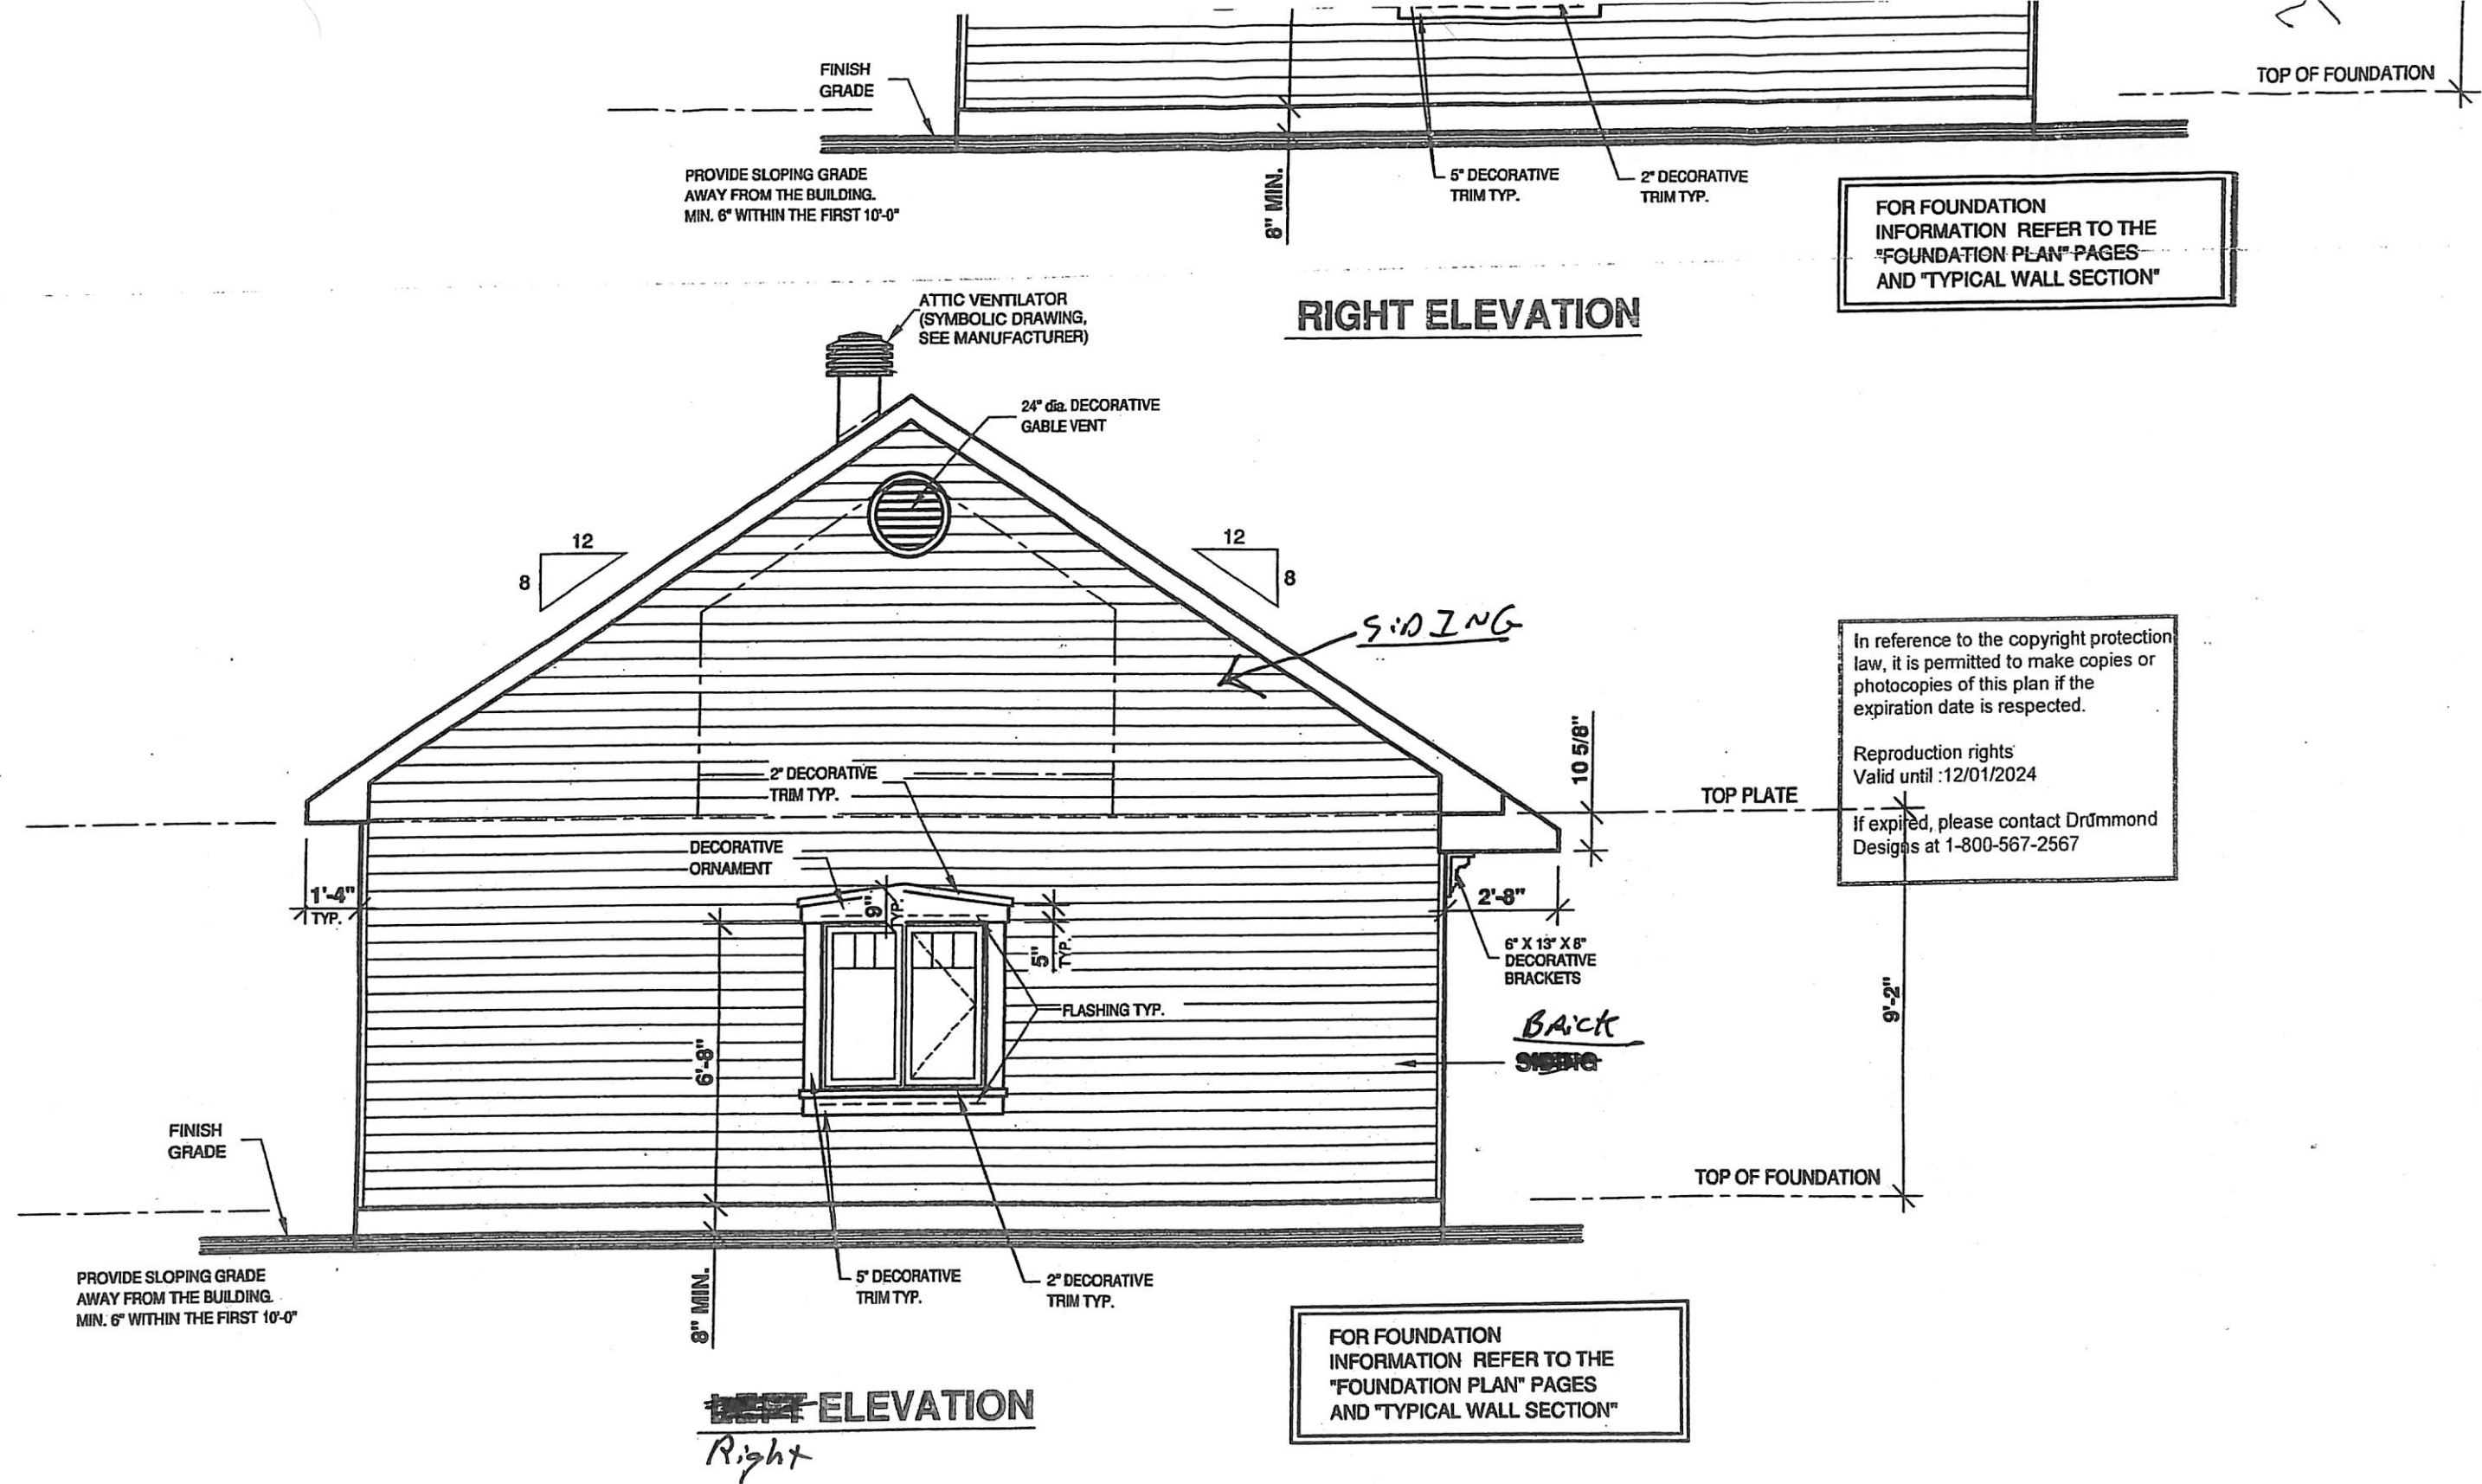 FINISH
GRADE
TOP OF FOUNDATION
PROVIDE SLOPING GRADE
AWAY FROM THE BUILDING.
MIN. 6" WITHIN THE FIRST 10'-0"
8" MIN.
5" DECORATIVE
TRIM TYP.
2" DECORATIVE
TRIM TYP.
FOR FOUNDATION
INFORMATION REFER TO THE
"FOUNDATION PLAN" PAGES
AND "TYPICAL WALL SECTION"
RIGHT ELEVATION
ATTIC VENTILATOR
(SYMBOLIC DRAWING,
SEE MANUFACTURER)
24" dia. DECORATIVE
GABLE VENT
12
8
12
8
SiDING
In reference to the copyright protection
law, it is permitted to make copies or
photocopies of this plan if the
expiration date is respected.
Reproduction rights
Valid until :12/01/2024
If expired, please contact Drummond
Designs at 1-800-567-2567
10 5/8"
TOP PLATE
2" DECORATIVE
TRIM TYP.
DECORATIVE
ORNAMENT
1'-4"
TYP.
9"
TYP.
5"
TYP.
2'-8"
6" X 13" X 8"
DECORATIVE
BRACKETS
FLASHING TYP.
9'-2"
6'-8"
BRiCK
SIDING
FINISH
GRADE
TOP OF FOUNDATION
PROVIDE SLOPING GRADE
AWAY FROM THE BUILDING.
MIN. 6" WITHIN THE FIRST 10'-0"
8" MIN.
5" DECORATIVE
TRIM TYP.
2" DECORATIVE
TRIM TYP.
FOR FOUNDATION
INFORMATION REFER TO THE
"FOUNDATION PLAN" PAGES
AND "TYPICAL WALL SECTION"
LEFT ELEVATION
Right